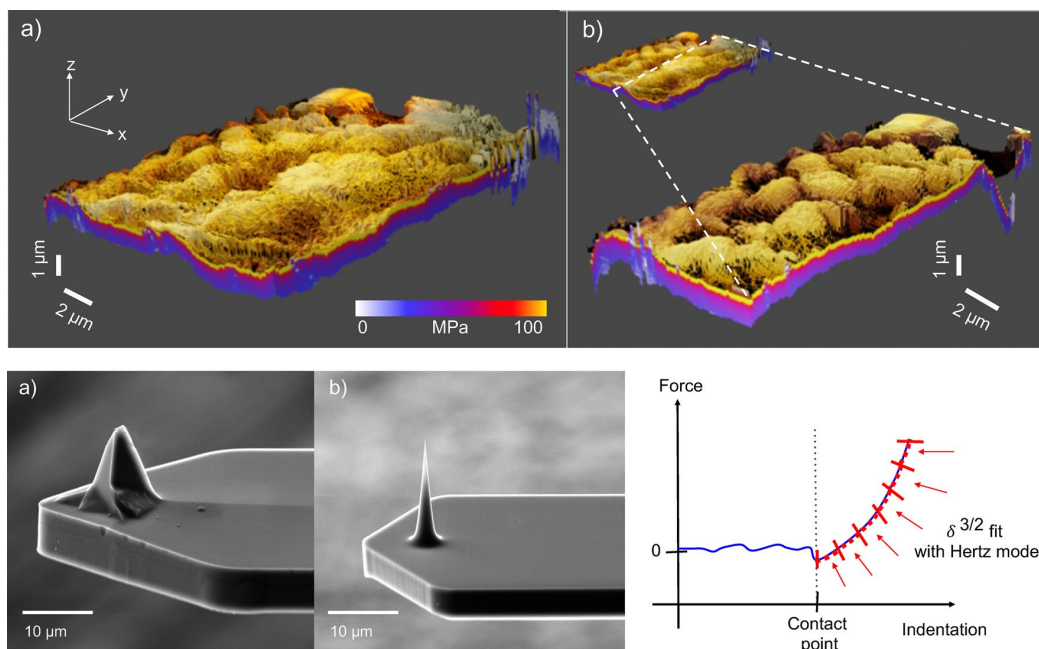 a)
z
y
x
1 µm
2 µm
0 MPa 100
b)
1 µm
2 µm
a)
10 µm
b)
10 µm
Force
0
δ 3/2 fit
with Hertz mode
Contact
point
Indentation